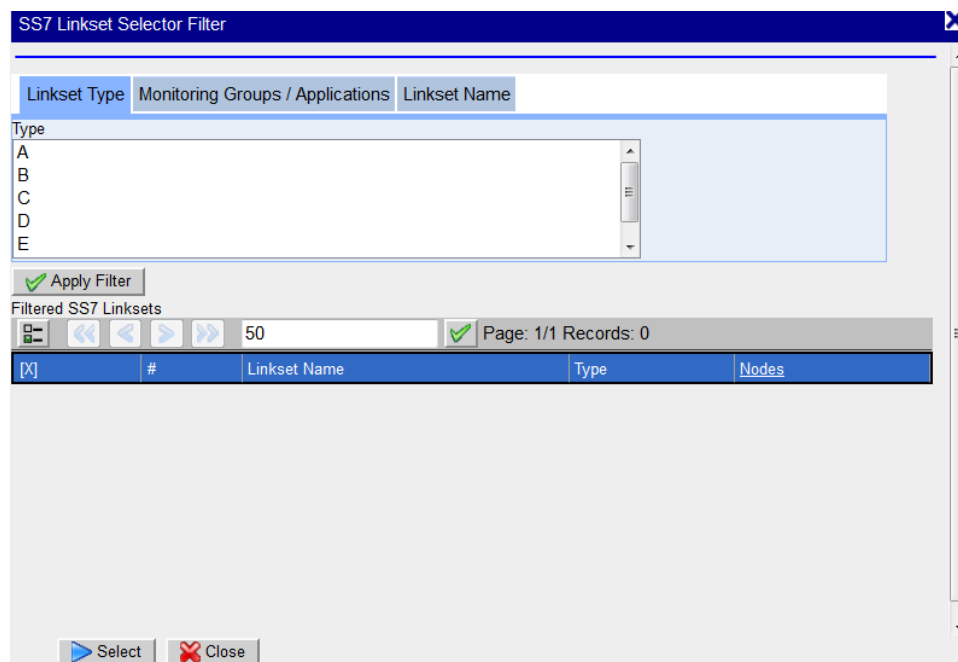 SS7 Linkset Selector Filter
Linkset Type Monitoring Groups / Applications Linkset Name
Type
A
B
C
D
E
Apply Filter
Filtered SS7 Linksets
50 Page: 1/1 Records: 0
[X] # Linkset Name Type Nodes
Select Close